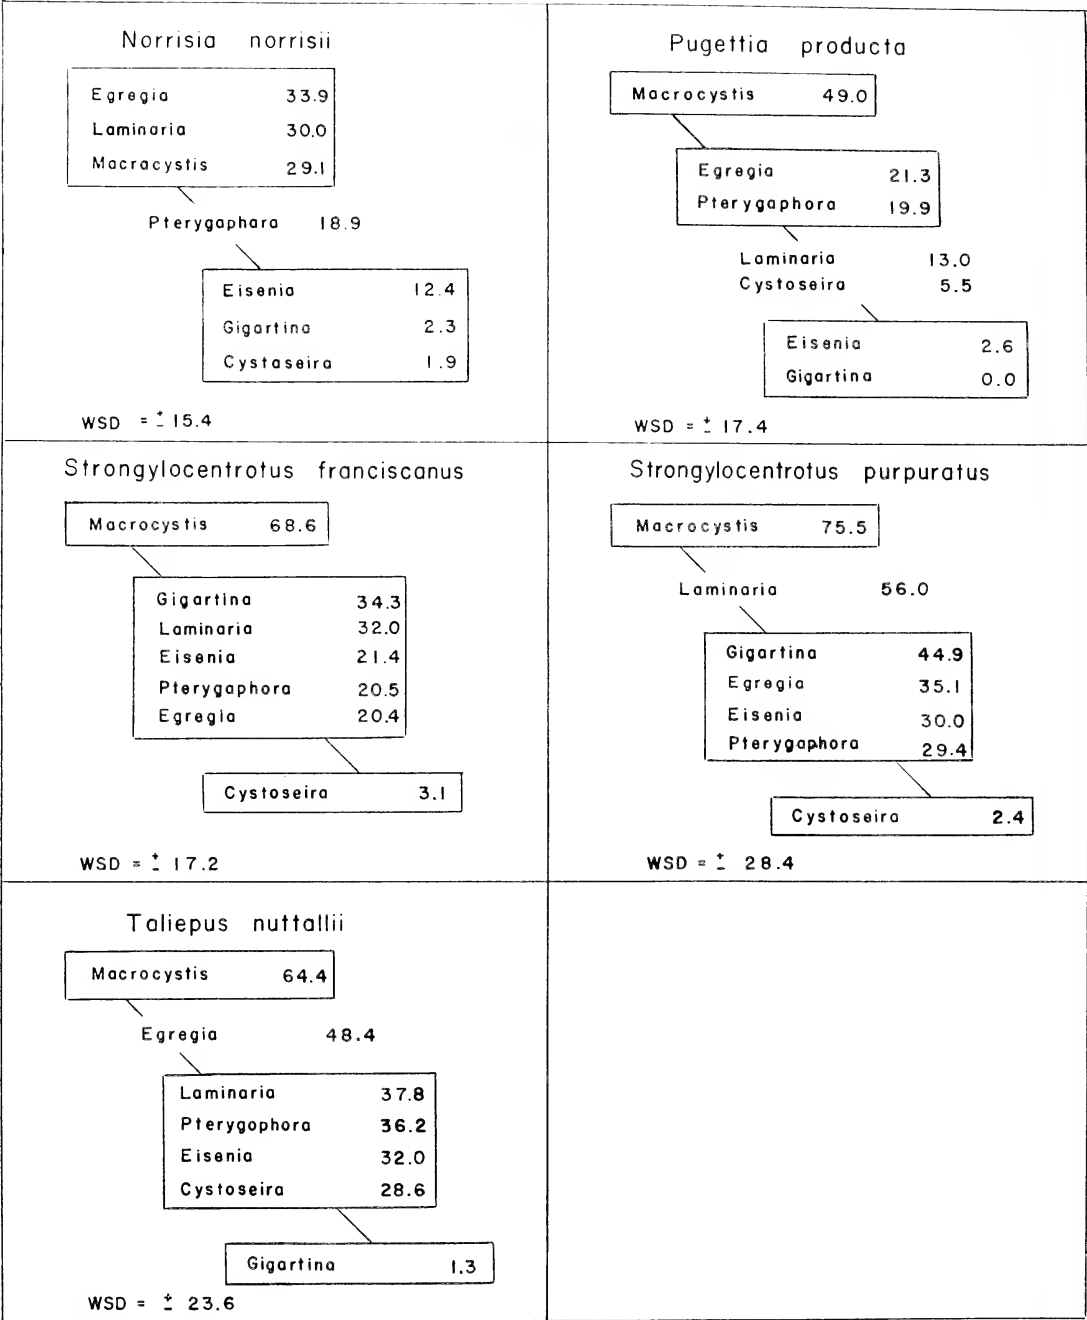 Norrisia norrisii
Egregia 33.9
Laminaria 30.0
Macracystis 29.1
Pterygaphara 18.9
Eisenia 12.4
Gigartina 2.3
Cystaseira 1.9
WSD = ± 15.4
Pugettia producta
Macrocystis 49.0
Egregia 21.3
Pterygaphora 19.9
Laminaria 13.0
Cystoseira 5.5
Eisenia 2.6
Gigartina 0.0
WSD = ± 17.4
Strongylocentrotus franciscanus
Macrocystis 68.6
Gigartina 34.3
Laminaria 32.0
Eisenia 21.4
Pterygaphora 20.5
Egregia 20.4
Cystoseira 3.1
WSD = ± 17.2
Strongylocentrotus purpuratus
Macrocystis 75.5
Laminaria 56.0
Gigartina 44.9
Egregia 35.1
Eisenia 30.0
Pterygaphora 29.4
Cystoseira 2.4
WSD = ± 28.4
Taliepus nuttallii
Macrocystis 64.4
Egregia 48.4
Laminaria 37.8
Pterygophora 36.2
Eisenia 32.0
Cystoseira 28.6
Gigartina 1.3
WSD = ± 23.6